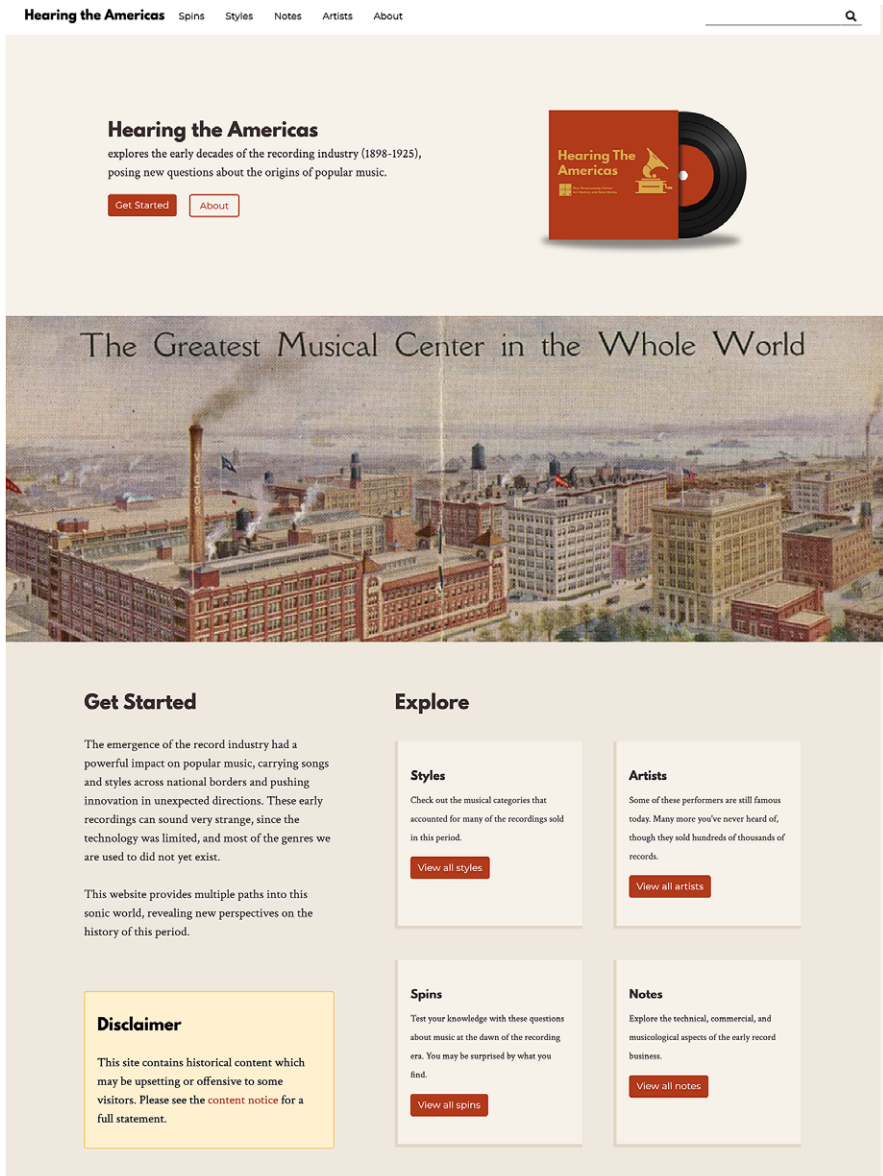 Hearing the Americas Spins Styles Notes Artists About
Hearing the Americas
explores the early decades of the recording industry (1898-1925),
posing new questions about the origins of popular music.
Get Started About
Hearing The
Americas
The Greatest Musical Center in the Whole World
VICTOR
Get Started
The emergence of the record industry had a
powerful impact on popular music, carrying songs
and styles across national borders and pushing
innovation in unexpected directions. These early
recordings can sound very strange, since the
technology was limited, and most of the genres we
are used to did not yet exist.
This website provides multiple paths into this
sonic world, revealing new perspectives on the
history of this period.
Disclaimer
This site contains historical content which
may be upsetting or offensive to some
visitors. Please see the content notice for a
full statement.
Explore
Styles
Check out the musical categories that
accounted for many of the recordings sold
in this period.
View all styles
Artists
Some of these performers are still famous
today. Many more you've never heard of,
though they sold hundreds of thousands of
records.
View all artists
Spins
Test your knowledge with these questions
about music at the dawn of the recording
era. You may be surprised by what you
find.
View all spins
Notes
Explore the technical, commercial, and
musicological aspects of the early record
business.
View all notes